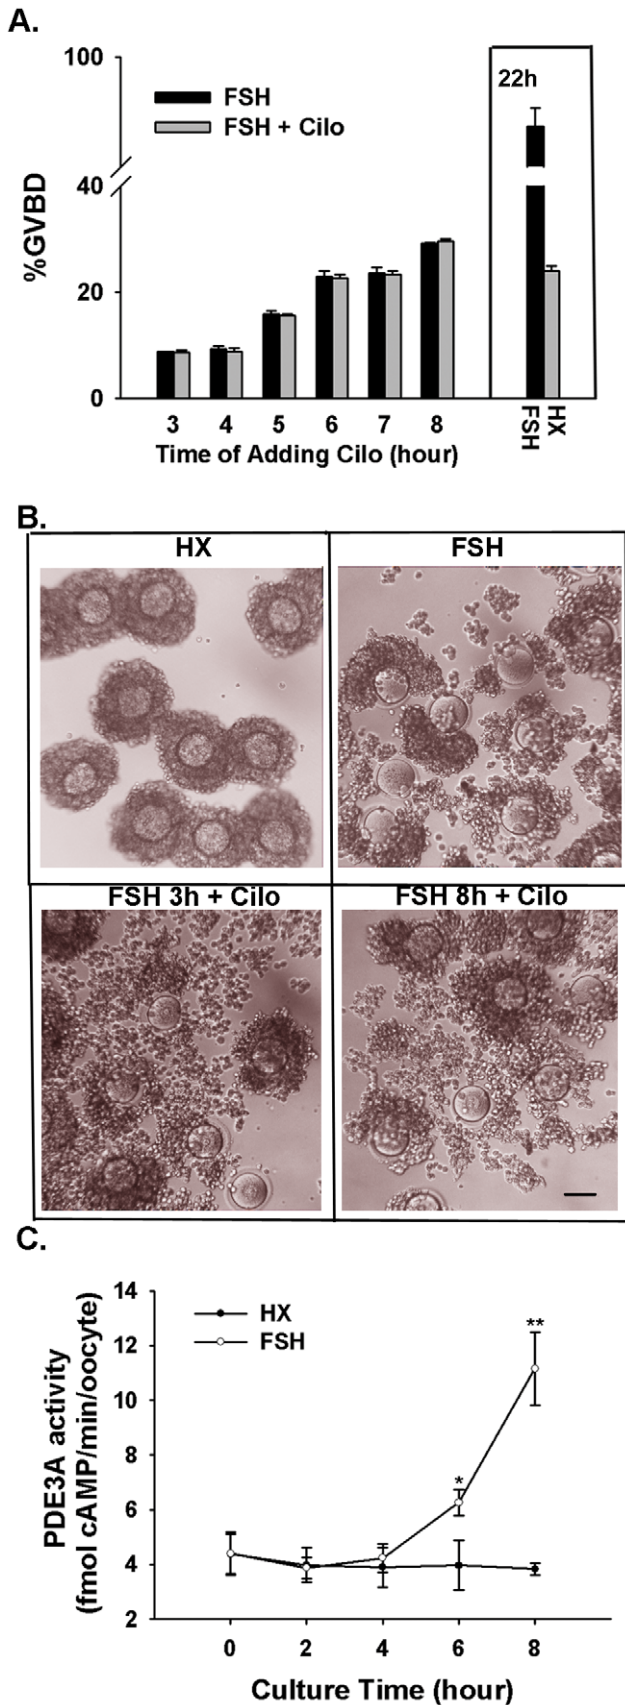 A.
100
40
20
0
%GVBD
FSH
FSH + Cilo
22h
3 4 5 6 7 8
FSH
HX
Time of Adding Cilo (hour)
B.
HX
FSH
FSH 3h + Cilo
FSH 8h + Cilo
C.
14
12
10
8
6
4
2
PDE3A activity
(fmol cAMP/min/oocyte)
HX
FSH
*
**
0 2 4 6 8
Culture Time (hour)